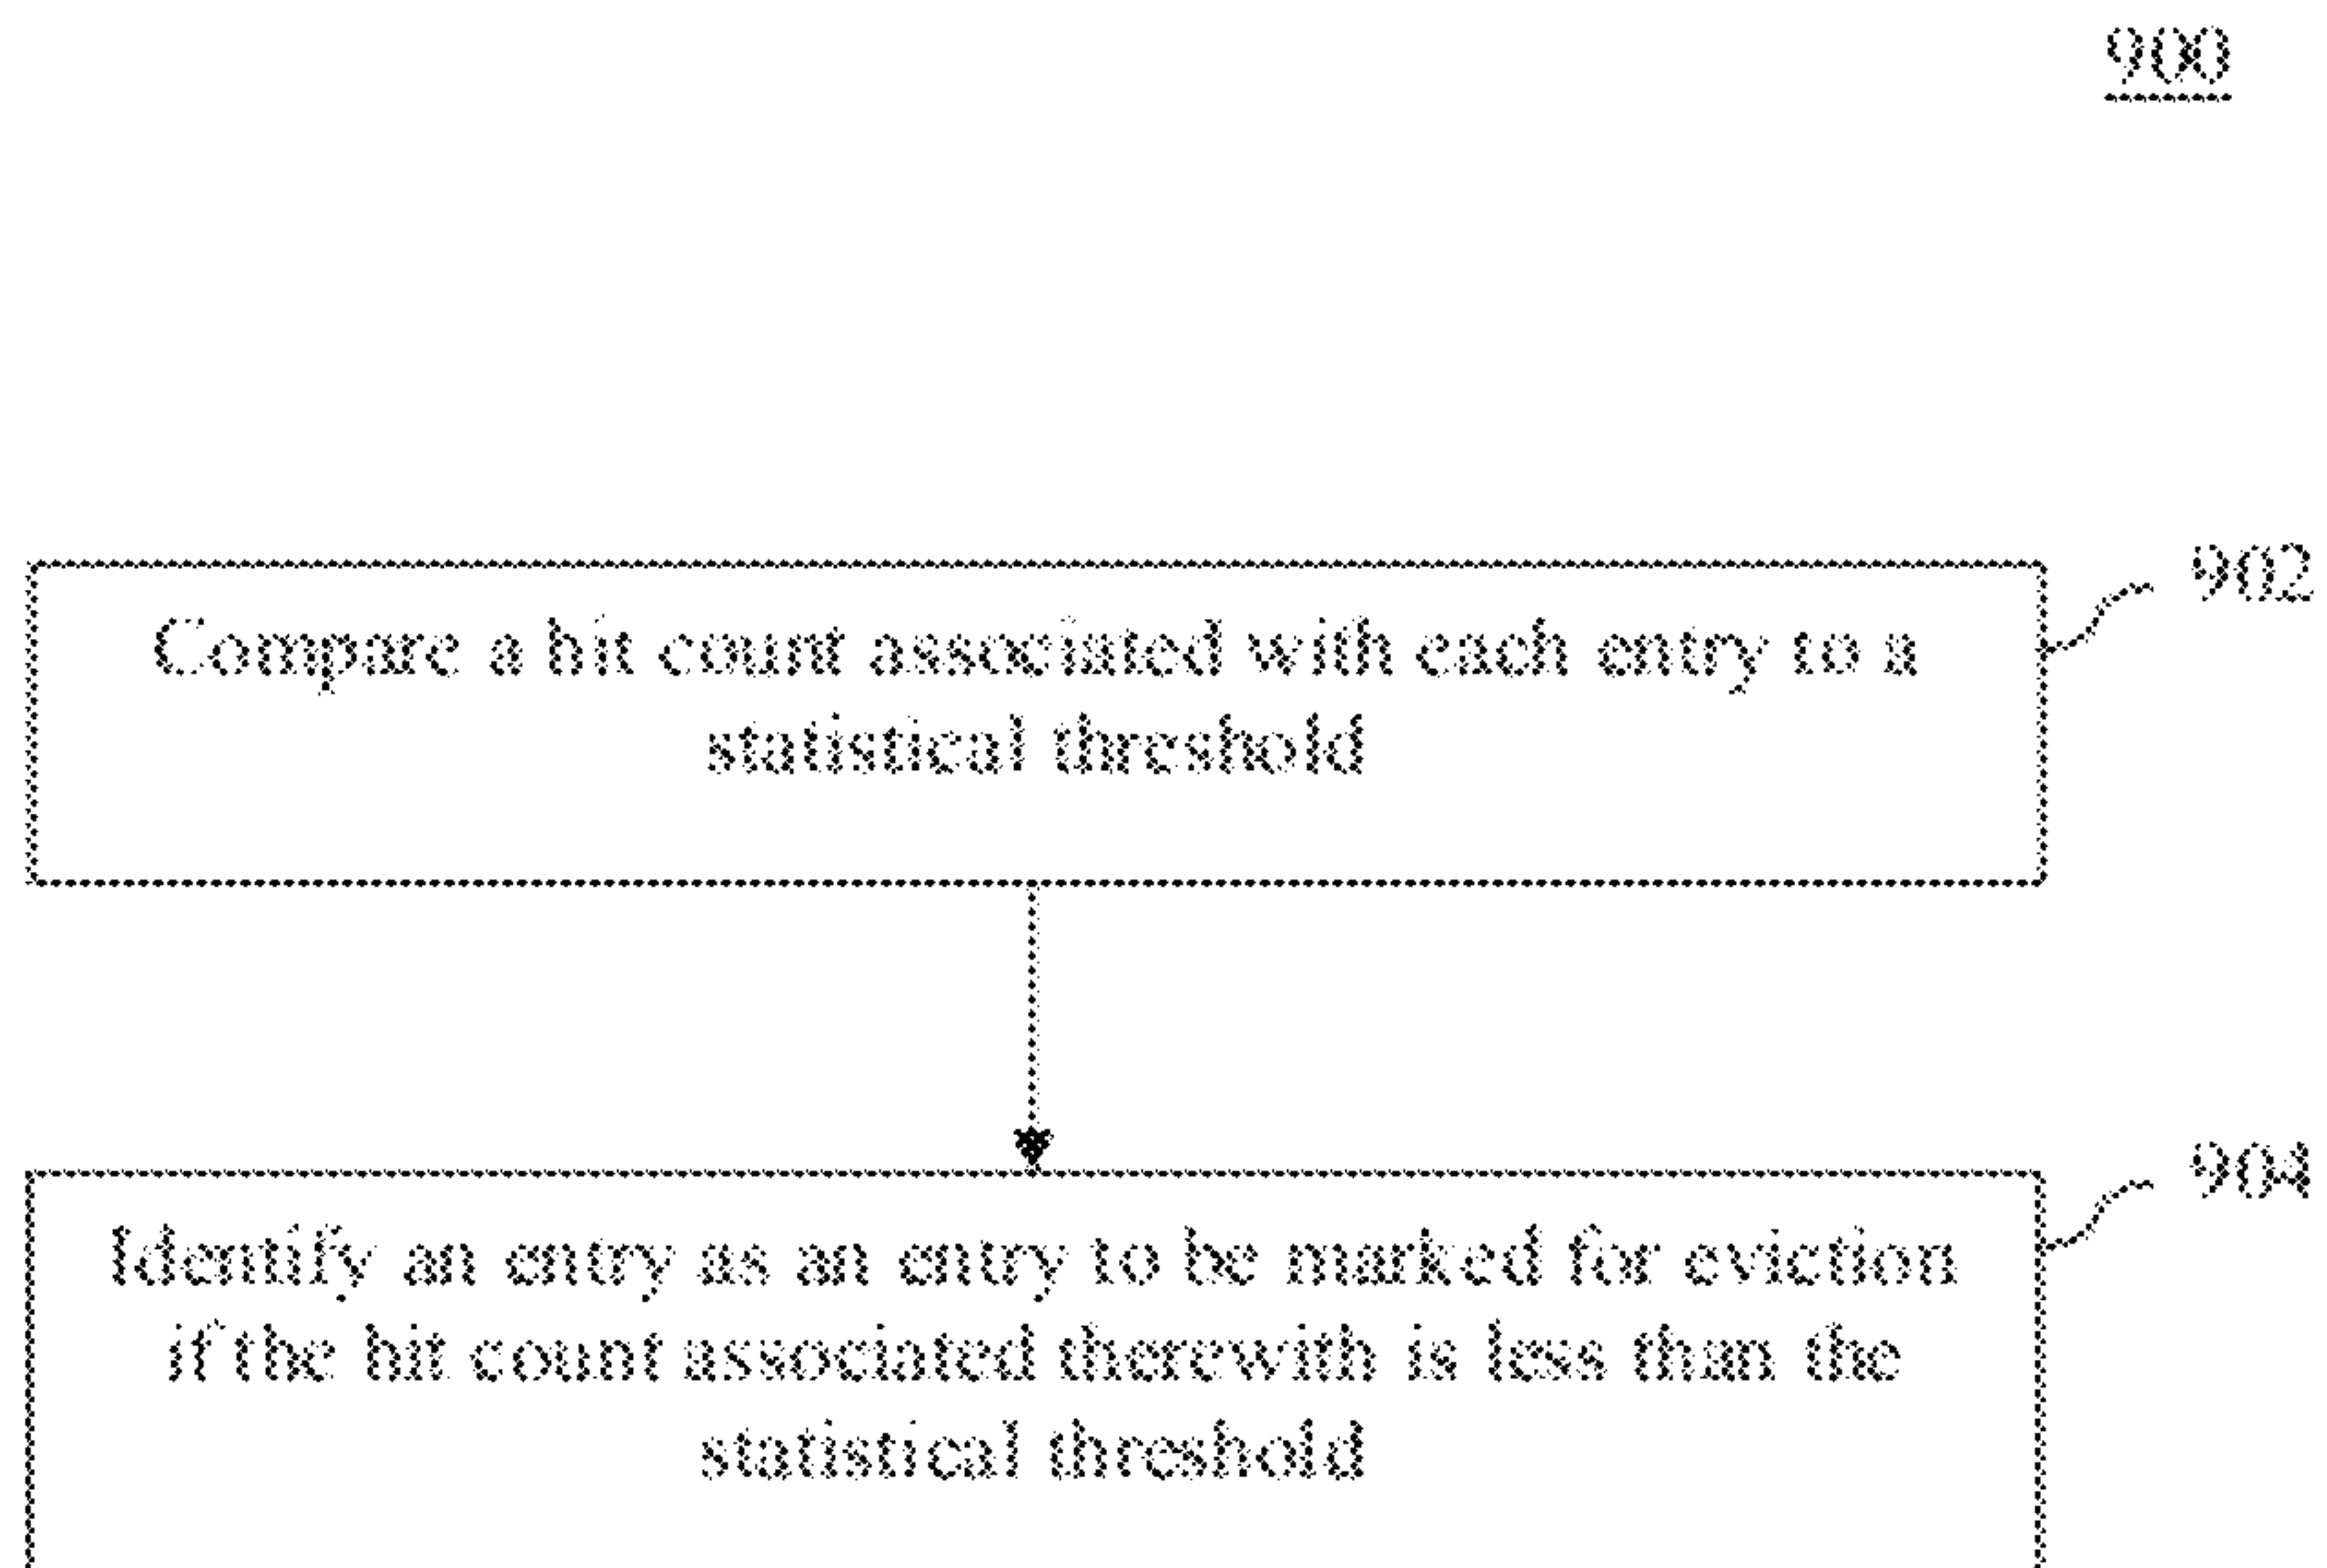 900
902
Compare a hit count associated with each entry to a
statistical threshold
904
Identify an entry as an entry to be marked for eviction
if the hit count associated therewith is less than the
statistical threshold